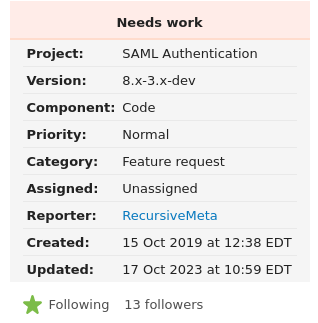 Needs work
Project: SAML Authentication
Version: 8.x-3.x-dev
Component: Code
Priority: Normal
Category: Feature request
Assigned: Unassigned
Reporter: RecursiveMeta
Created: 15 Oct 2019 at 12:38 EDT
Updated: 17 Oct 2023 at 10:59 EDT
Following 13 followers